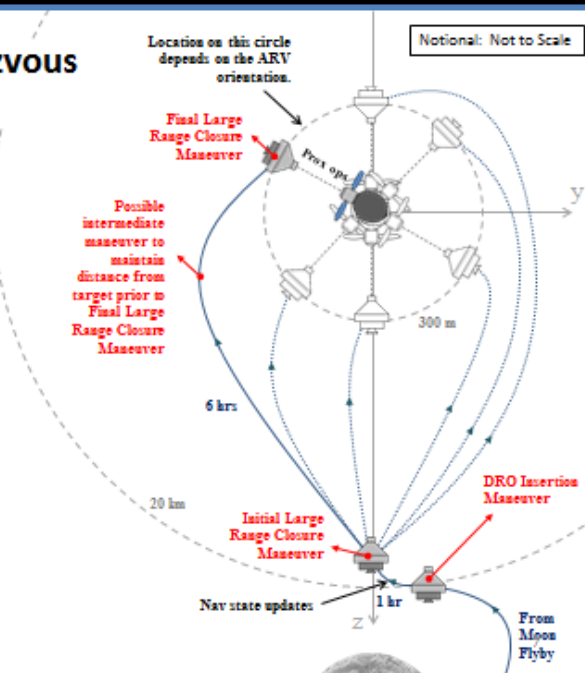 zvous
Notional: Not to Scale
Location on this circle
depends on the ARV
orientation.
Final Large
Range Closure
Maneuver
Prox ops
y
Possible
intermediate
maneuver to
maintain
distance from
target prior to
Final Large
Range Closure
Maneuver
300 m
6 hrs
20 km
DRO Insertion
Maneuver
Initial Large
Range Closure
Maneuver
Nav state updates
1 hr
z
From
Moon
Flyby